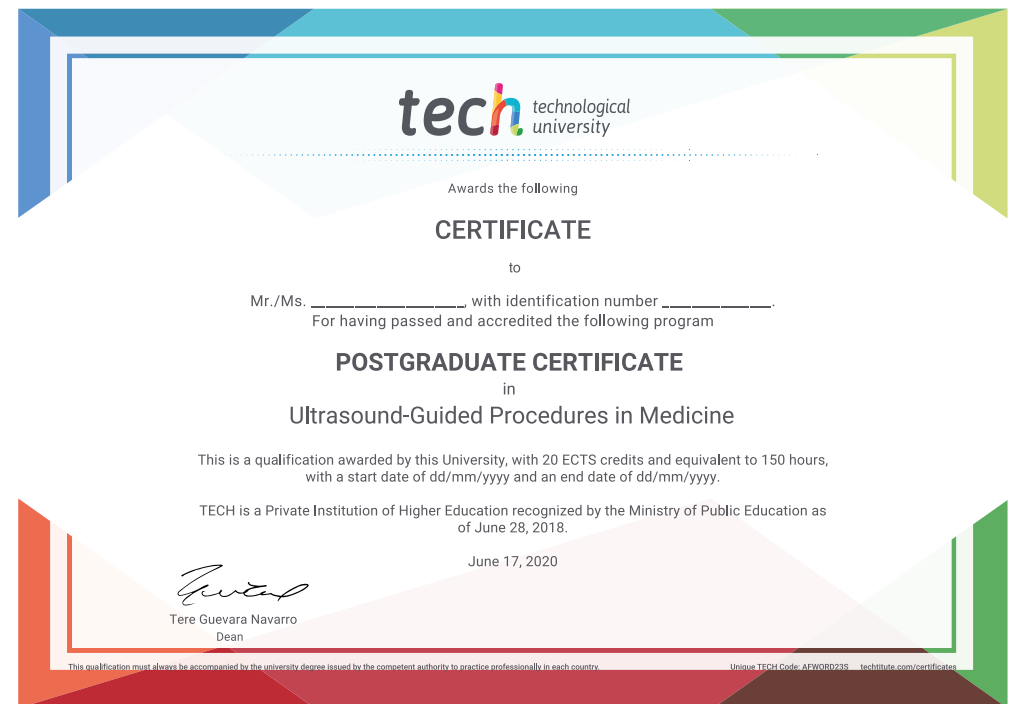 tech technological
university
Awards the following
CERTIFICATE
to
Mr./Ms. ____________________, with identification number ______________.
For having passed and accredited the following program
POSTGRADUATE CERTIFICATE
in
Ultrasound-Guided Procedures in Medicine
This is a qualification awarded by this University, with 20 ECTS credits and equivalent to 150 hours,
with a start date of dd/mm/yyyy and an end date of dd/mm/yyyy.
TECH is a Private Institution of Higher Education recognized by the Ministry of Public Education as
of June 28, 2018.
June 17, 2020
Tere Guevara Navarro
Dean
This qualification must always be accompanied by the university degree issued by the competent authority to practice professionally in each country.
Unique TECH Code: AFWORD23S techtitute.com/certificates